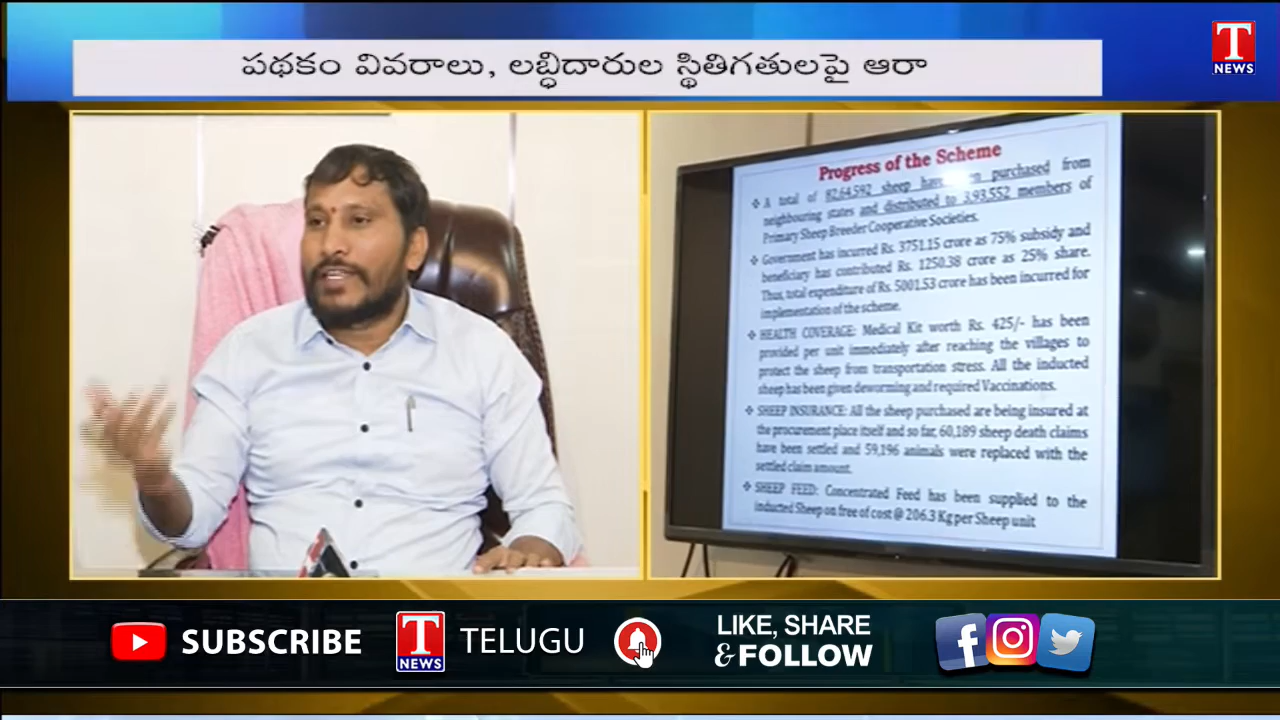 పథకం వివరాలు, లబ్ధిదారుల స్థితిగతులపై ఆరా
T
NEWS
Progress of the Scheme
❖ A total of 82,64,592 sheep have purchased from
neighbouring states and distributed to 3,93,552 members of
Primary Sheep Breeder Cooperative Societies.
❖ Government has incurred Rs. 3751.15 crore as 75% subsidy and
beneficiary has contributed Rs. 1250.38 crore as 25% share.
Thus, total expenditure of Rs. 5001.53 crore has been incurred for
implementation of the scheme.
❖ HEALTH COVERAGE: Medical Kit worth Rs. 425/- has been
provided per unit immediately after reaching the villages to
protect the sheep from transportation stress. All the inducted
sheep has been given deworming and required Vaccinations.
❖ SHEEP INSURANCE: All the sheep purchased are being insured at
the procurement place itself and so far, 60,189 sheep death claims
have been settled and 59,196 animals were replaced with the
settled claim amount.
❖ SHEEP FEED: Concentrated Feed has been supplied to the
inducted Sheep on free of cost @ 206.3 Kg per Sheep unit
SUBSCRIBE
T
NEWS
TELUGU
LIKE, SHARE
& FOLLOW